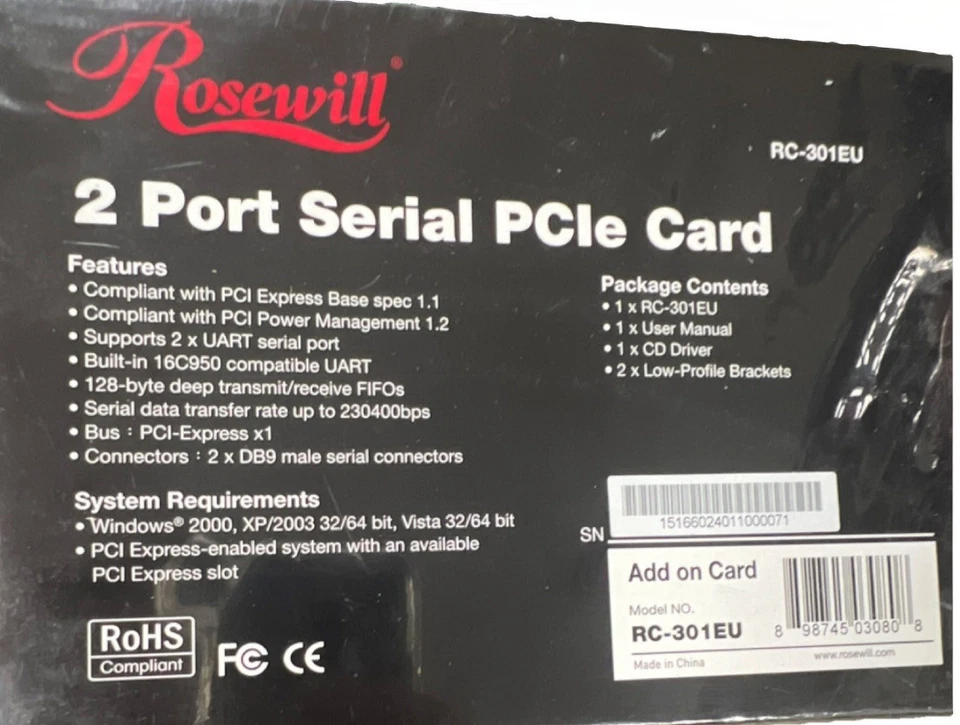 Rosewill®
RC-301EU
2 Port Serial PCIe Card
Features
• Compliant with PCI Express Base spec 1.1
• Compliant with PCI Power Management 1.2
• Supports 2 x UART serial port
• Built-in 16C950 compatible UART
• 128-byte deep transmit/receive FIFOs
• Serial data transfer rate up to 230400bps
• Bus : PCI-Express x1
• Connectors : 2 x DB9 male serial connectors
Package Contents
• 1 x RC-301EU
• 1 x User Manual
• 1 x CD Driver
• 2 x Low-Profile Brackets
System Requirements
• Windows® 2000, XP/2003 32/64 bit, Vista 32/64 bit
• PCI Express-enabled system with an available
PCI Express slot
SN
15166024011000071
Add on Card
Model NO.
RC-301EU
Made in China
8 98745 03080 8
www.rosewill.com
RoHS
Compliant
FC CE